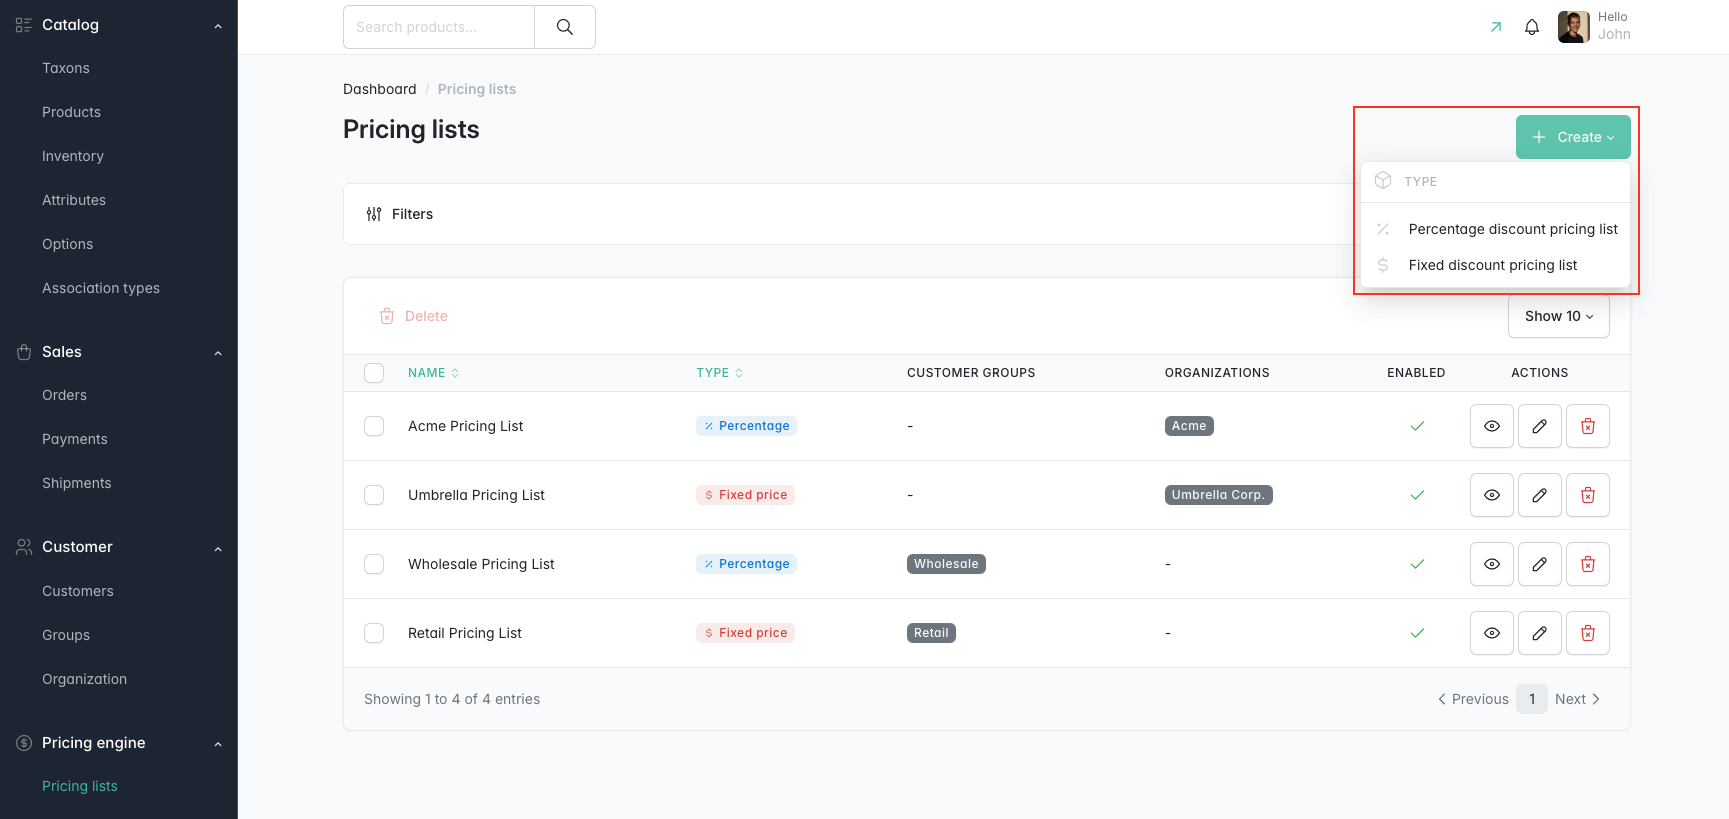 Catalog
Taxons
Products
Inventory
Attributes
Options
Association types
Sales
Orders
Payments
Shipments
Customer
Customers
Groups
Organization
Pricing engine
Pricing lists
Search products...
Hello
John
Dashboard / Pricing lists
Pricing lists
Create
TYPE
Percentage discount pricing list
Fixed discount pricing list
Filters
Delete
Show 10
NAME TYPE CUSTOMER GROUPS ORGANIZATIONS ENABLED ACTIONS
Acme Pricing List Percentage - Acme
Umbrella Pricing List $ Fixed price - Umbrella Corp.
Wholesale Pricing List Percentage Wholesale -
Retail Pricing List $ Fixed price Retail -
Showing 1 to 4 of 4 entries
Previous 1 Next